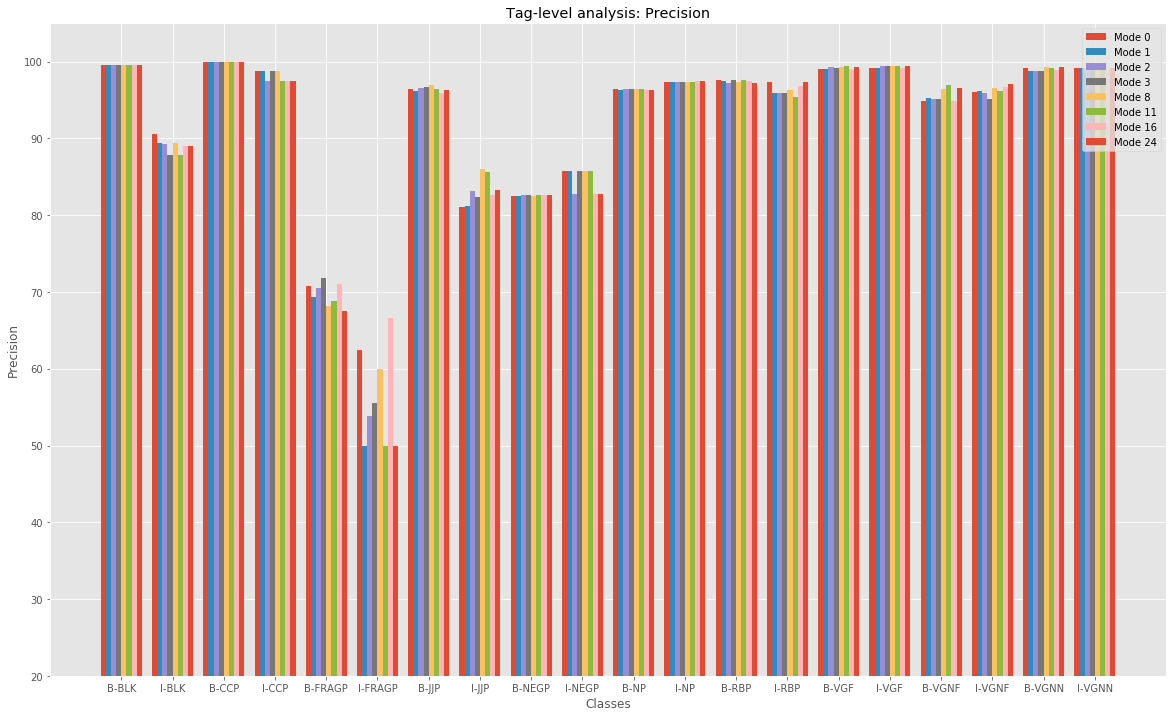 Tag-level analysis: Precision
Mode 0
Mode 1
Mode 2
Mode 3
Mode 8
Mode 11
Mode 16
Mode 24
Precision
100
90
80
70
60
50
40
30
20
B-BLK I-BLK B-CCP I-CCP B-FRAGP I-FRAGP B-JJP I-JJP B-NEGP I-NEGP B-NP I-NP B-RBP I-RBP B-VGF I-VGF B-VGNF I-VGNF B-VGNN I-VGNN
Classes